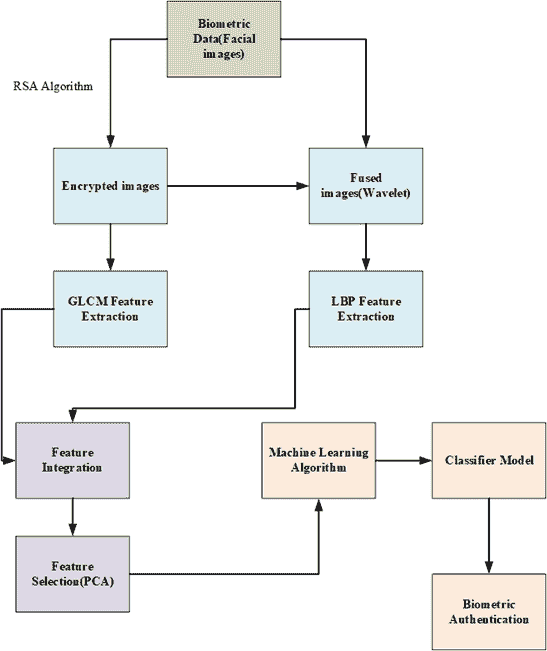 Biometric
Data(Facial
images)
RSA Algorithm
Encrypted images
Fused
images(Wavelet)
GLCM Feature
Extraction
LBP Feature
Extraction
Feature
Integration
Machine Learning
Algorithm
Classifier Model
Feature
Selection(PCA)
Biometric
Authentication